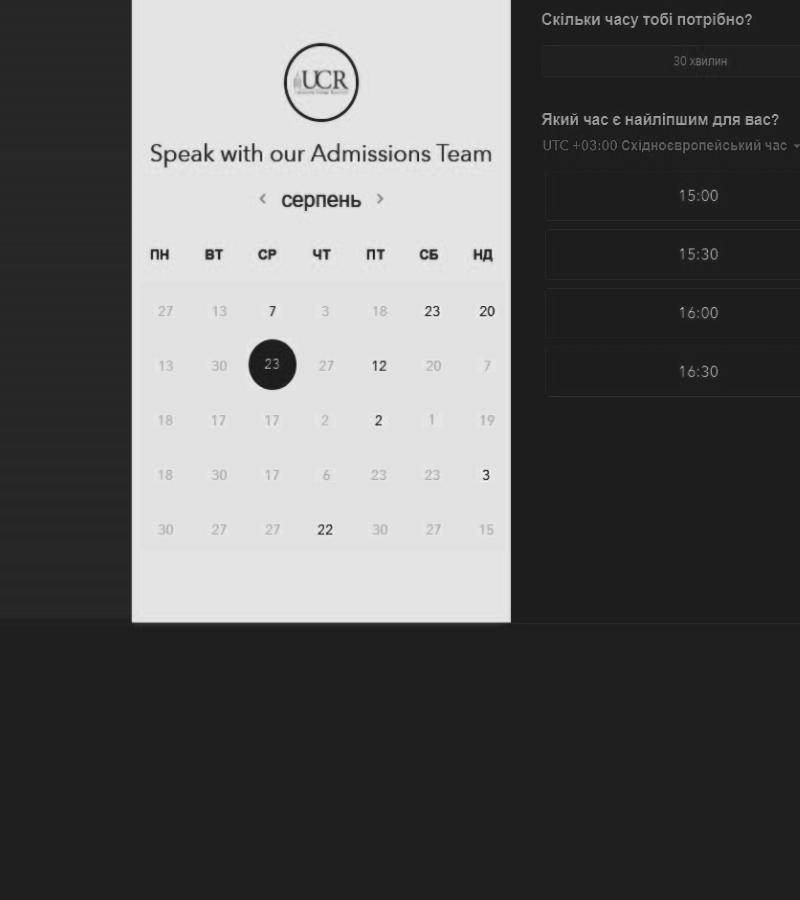 UCR
Speak with our Admissions Team
< серпень >
ПН ВТ СР ЧТ ПТ СБ НД
27 13 7 3 18 23 20
13 30 23 27 12 20 7
18 17 17 2 2 1 19
18 30 17 6 23 23 3
30 27 27 22 30 27 15
Скільки часу тобі потрібно?
30 хвилин
Який час є найліпшим для вас?
UTC +03:00 Східноєвропейський час
15:00
15:30
16:00
16:30